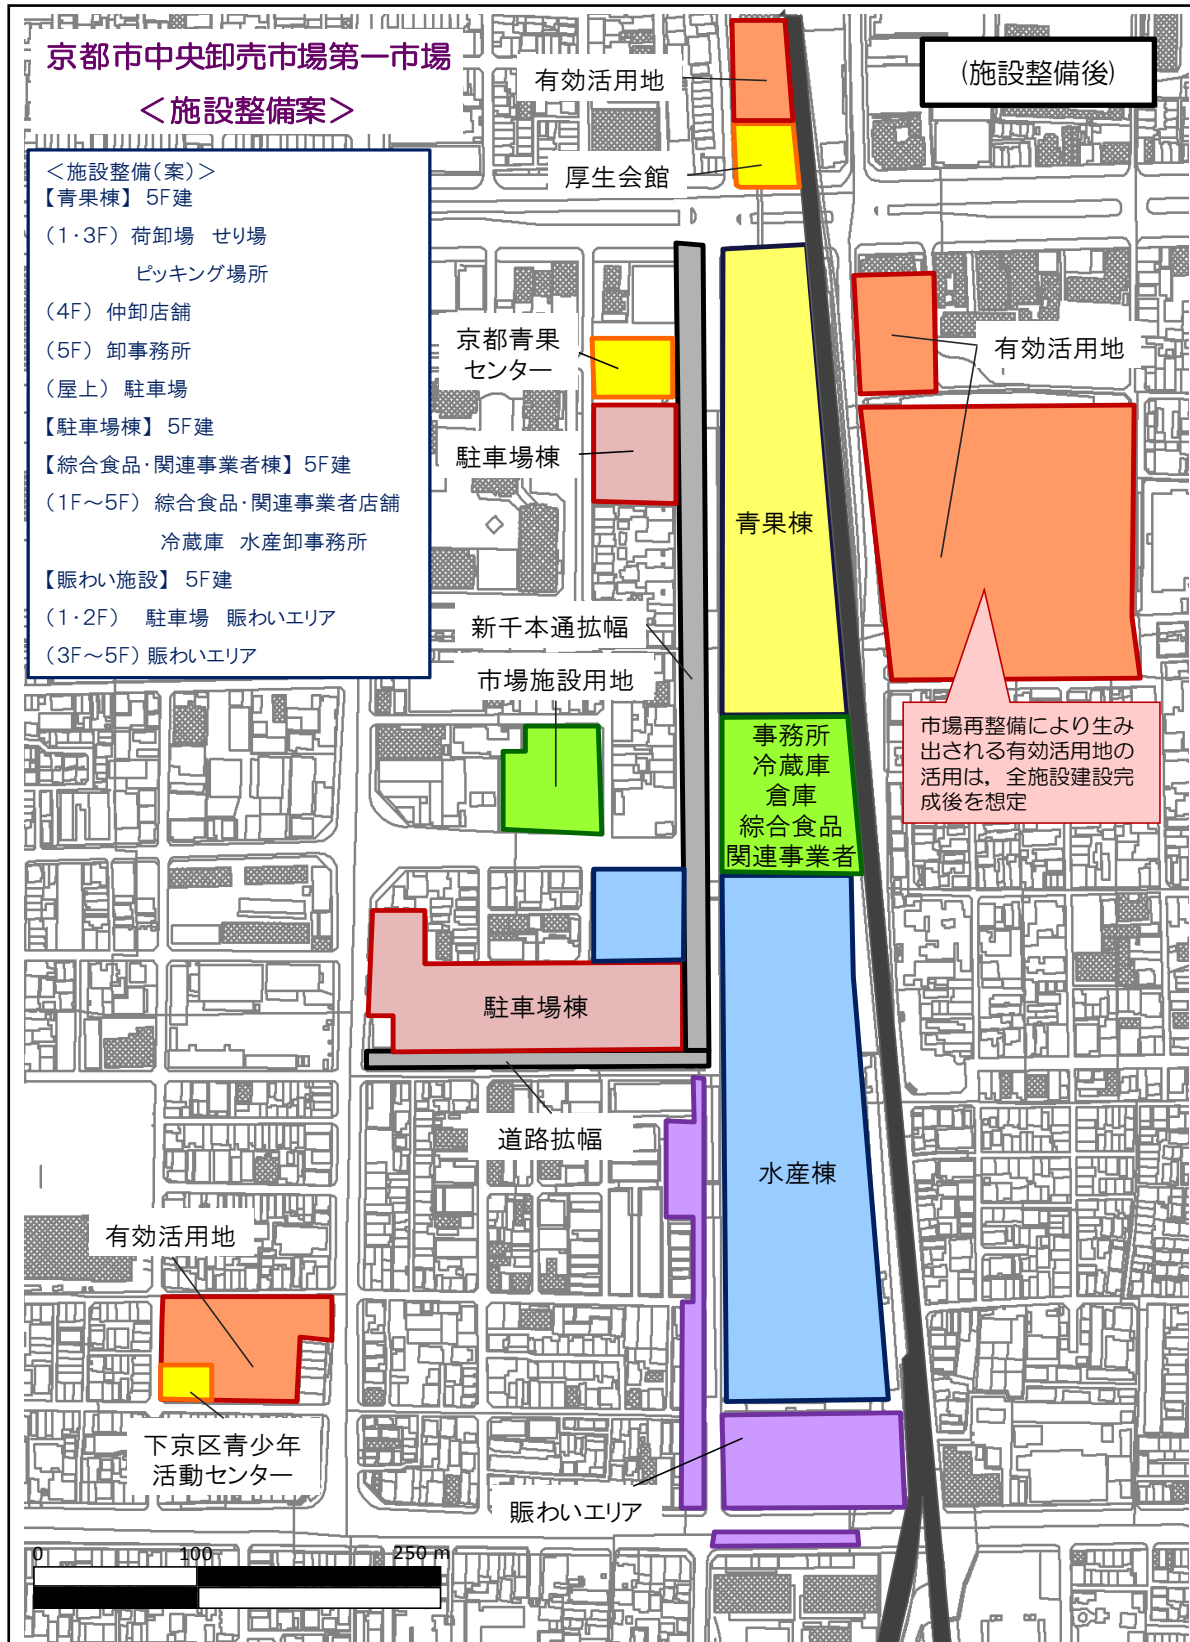 京都市中央卸売市場第一市場
＜施設整備案＞
(施設整備後)
＜施設整備(案)＞
【青果棟】 5F建
（1・3F）荷卸場　せり場
ピッキング場所
（4F）仲卸店舗
（5F）卸事務所
（屋上）駐車場
【駐車場棟】 5F建
【綜合食品・関連事業者棟】 5F建
（1F～5F）綜合食品・関連事業者店舗
冷蔵庫　水産卸事務所
【賑わい施設】 5F建
（1・2F）　駐車場　賑わいエリア
（3F～5F）賑わいエリア
有効活用地
厚生会館
京都青果
センター
有効活用地
駐車場棟
青果棟
新千本通拡幅
市場施設用地
市場再整備により生み
出される有効活用地の
活用は，全施設建設完
成後を想定
事務所
冷蔵庫
倉庫
綜合食品
関連事業者
駐車場棟
道路拡幅
水産棟
有効活用地
下京区青少年
活動センター
賑わいエリア
0 100 250 m